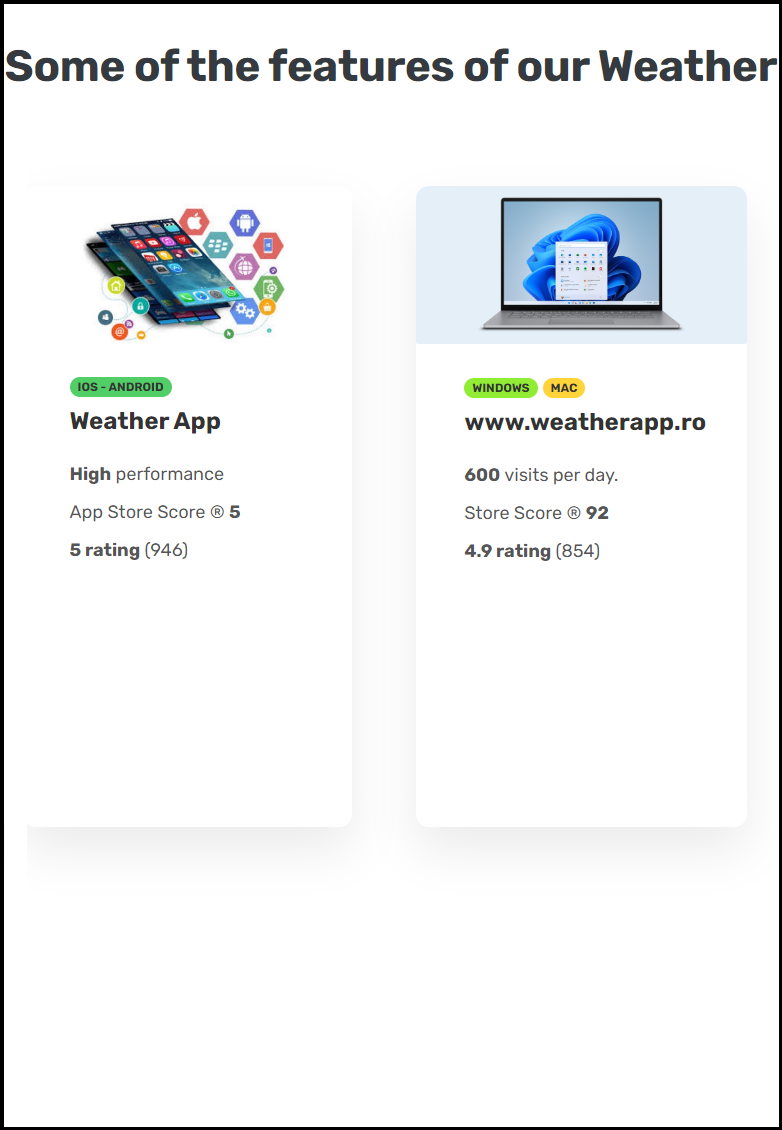 Some of the features of our Weather
IOS - ANDROID
Weather App
High performance
App Store Score ® 5
5 rating (946)
WINDOWS MAC
www.weatherapp.ro
600 visits per day.
Store Score ® 92
4.9 rating (854)